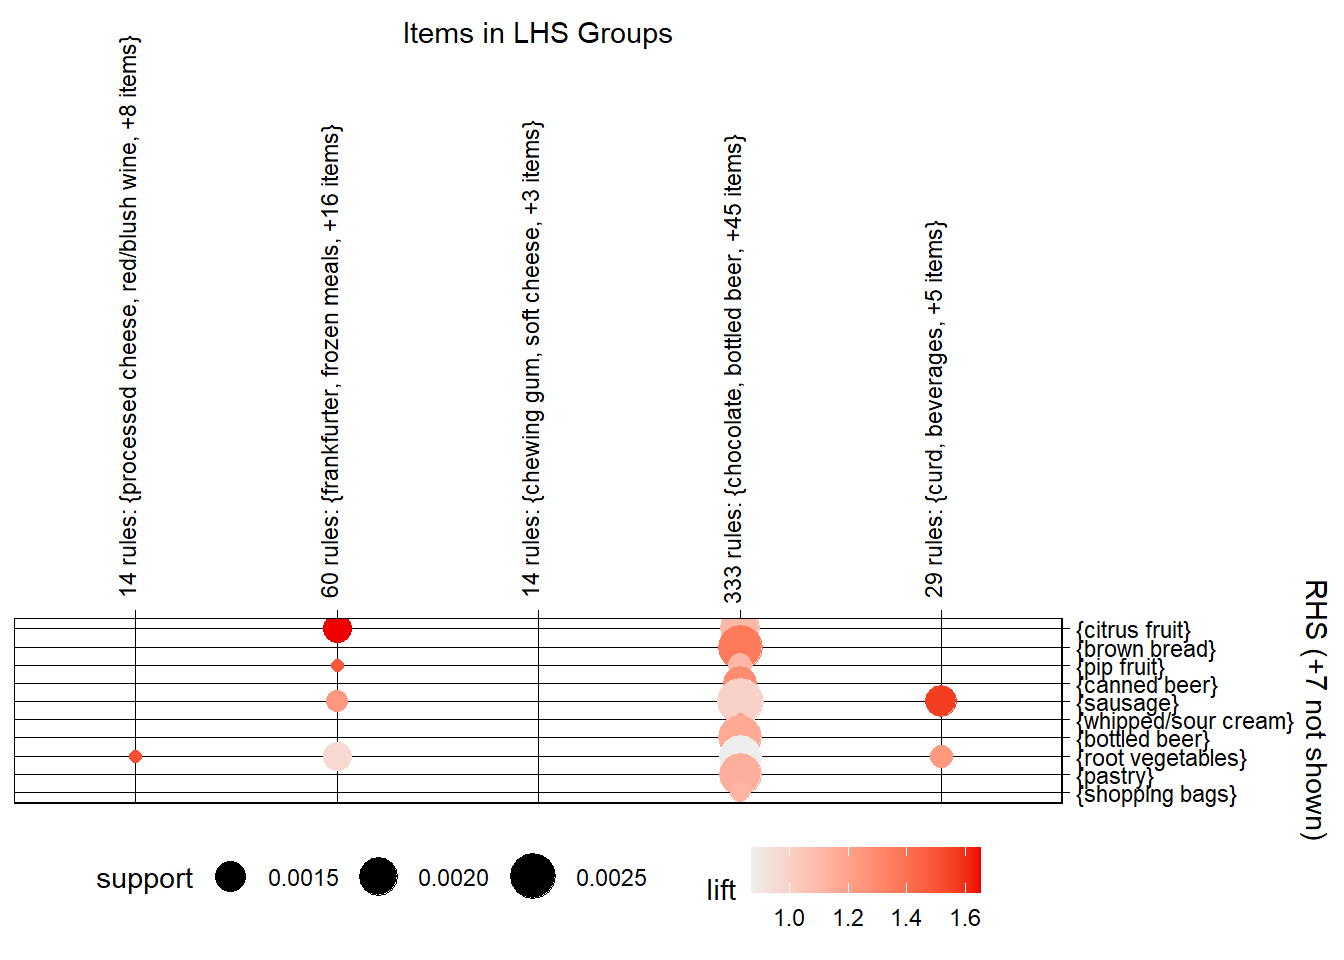 Items in LHS Groups
14 rules: {processed cheese, red/blush wine, +8 items}
60 rules: {frankfurter, frozen meals, +16 items}
14 rules: {chewing gum, soft cheese, +3 items}
333 rules: {chocolate, bottled beer, +45 items}
29 rules: {curd, beverages, +5 items}
{citrus fruit}
{brown bread}
{pip fruit}
{canned beer}
{sausage}
{whipped/sour cream}
{bottled beer}
{root vegetables}
{pastry}
{shopping bags}
RHS (+7 not shown)
support 0.0015 0.0020 0.0025
lift
1.0 1.2 1.4 1.6